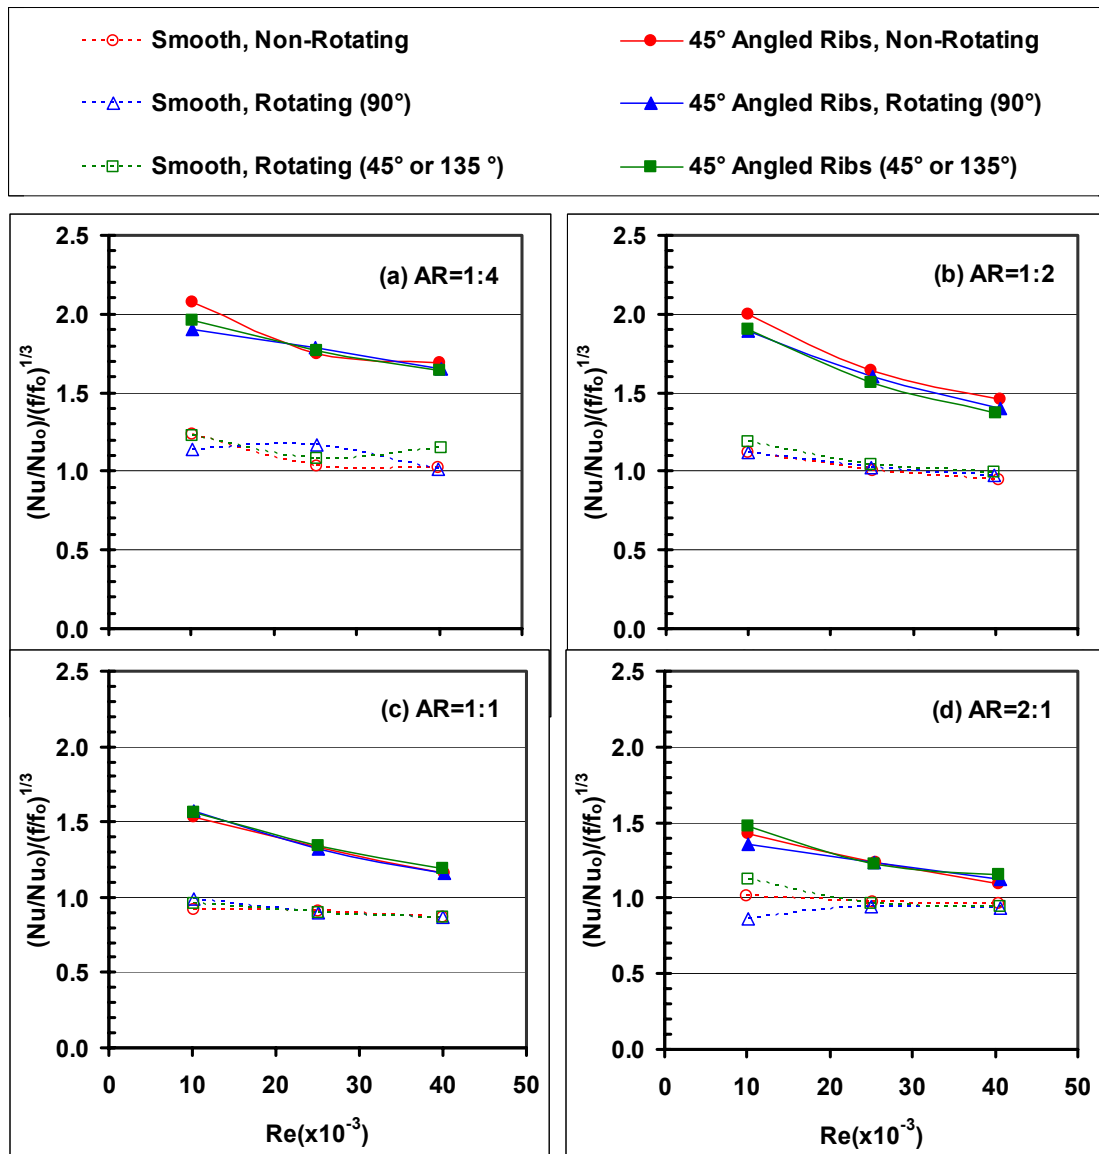 Smooth, Non-Rotating
45° Angled Ribs, Non-Rotating
Smooth, Rotating (90°)
45° Angled Ribs, Rotating (90°)
Smooth, Rotating (45° or 135 °)
45° Angled Ribs (45° or 135°)
(Nu/Nuo)/(f/fo)1/3
2.5
2.0
1.5
1.0
0.5
0.0
(a) AR=1:4
(Nu/Nuo)/(f/fo)1/3
2.5
2.0
1.5
1.0
0.5
0.0
(b) AR=1:2
(Nu/Nuo)/(f/fo)1/3
2.5
2.0
1.5
1.0
0.5
0.0
(c) AR=1:1
0 10 20 30 40 50
Re(x10-3)
(Nu/Nuo)/(f/fo)1/3
2.5
2.0
1.5
1.0
0.5
0.0
(d) AR=2:1
0 10 20 30 40 50
Re(x10-3)